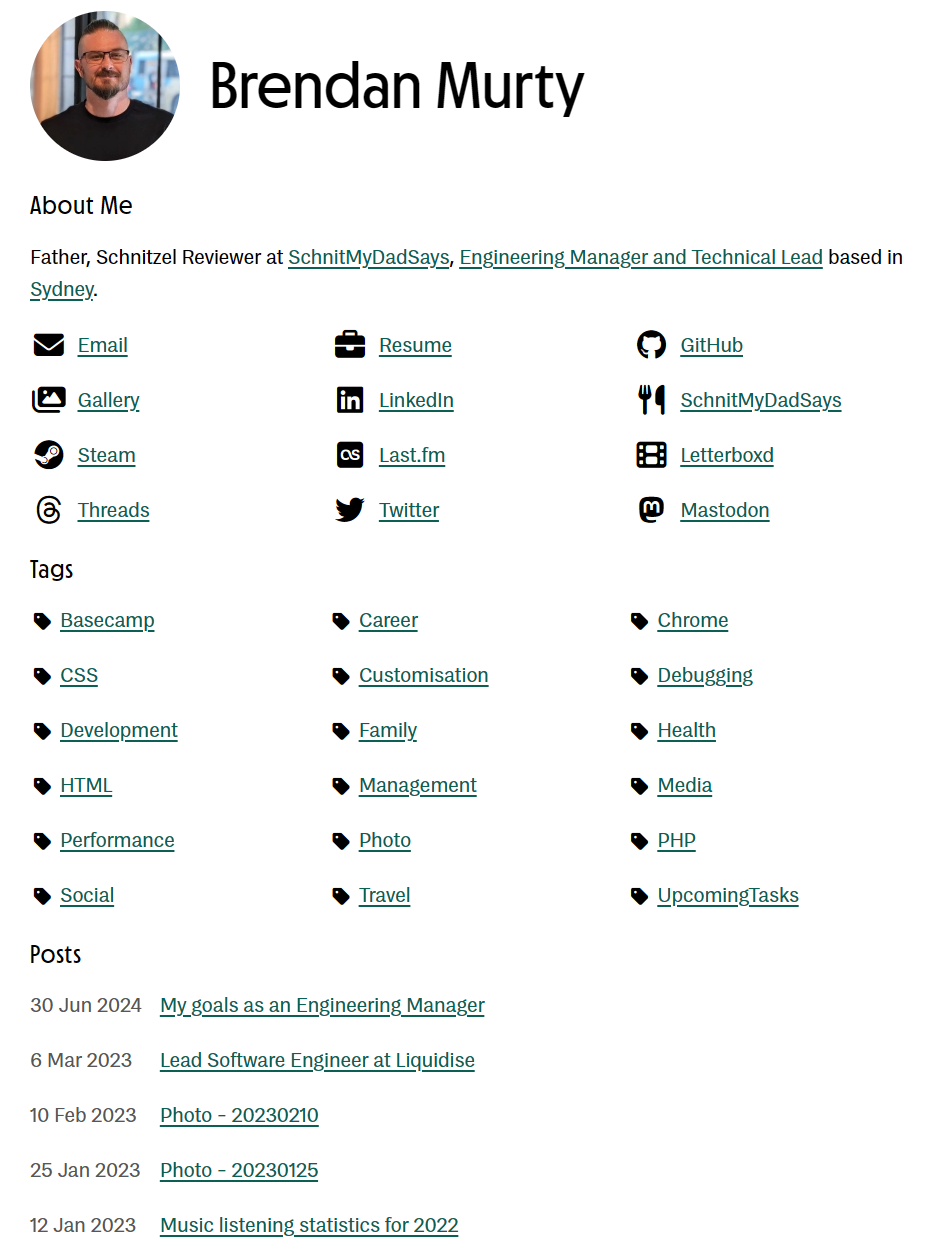 Brendan Murty
About Me
Father, Schnitzel Reviewer at SchnitMyDadSays, Engineering Manager and Technical Lead based in
Sydney.
Email Resume GitHub
Gallery LinkedIn SchnitMyDadSays
Steam Last.fm Letterboxd
Threads Twitter Mastodon
Tags
Basecamp Career Chrome
CSS Customisation Debugging
Development Family Health
HTML Management Media
Performance Photo PHP
Social Travel UpcomingTasks
Posts
30 Jun 2024 My goals as an Engineering Manager
6 Mar 2023 Lead Software Engineer at Liquidise
10 Feb 2023 Photo - 20230210
25 Jan 2023 Photo - 20230125
12 Jan 2023 Music listening statistics for 2022